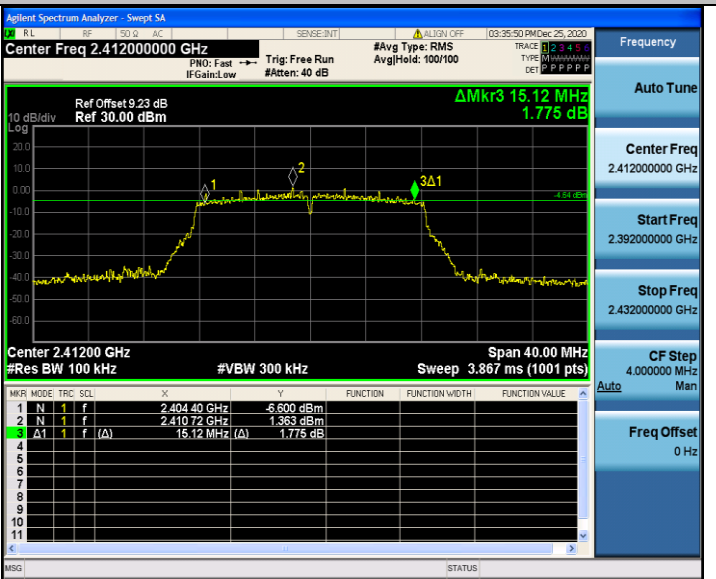 Agilent Spectrum Analyzer - Swept SA
RL RF 50 Ω AC SENSE:INT ALIGN OFF 03:35:50 PM Dec 25, 2020
Center Freq 2.412000000 GHz
PNO: Fast
IFGain:Low
Trig: Free Run
#Atten: 40 dB
#Avg Type: RMS
Avg|Hold: 100/100
TRACE 1 2 3 4 5 6
TYPE M WWWWW
DET P P P P P P
ΔMkr3 15.12 MHz
1.775 dB
Ref Offset 9.23 dB
10 dB/div Ref 30.00 dBm
Log
20.0
10.0
0.00
-10.0
-20.0
-30.0
-40.0
-50.0
-60.0
1
2
3Δ1
-4.64 dBm
Center 2.41200 GHz Span 40.00 MHz
#Res BW 100 kHz #VBW 300 kHz Sweep 3.867 ms (1001 pts)
MKR MODE TRC SCL X Y FUNCTION FUNCTION WIDTH FUNCTION VALUE
1 N 1 f 2.404 40 GHz -6.600 dBm
2 N 1 f 2.410 72 GHz 1.363 dBm
3 Δ1 1 f (Δ) 15.12 MHz (Δ) 1.775 dB
4
5
6
7
8
9
10
11
MSG STATUS
Frequency
Auto Tune
Center Freq
2.412000000 GHz
Start Freq
2.392000000 GHz
Stop Freq
2.432000000 GHz
CF Step
4.000000 MHz
Auto Man
Freq Offset
0 Hz